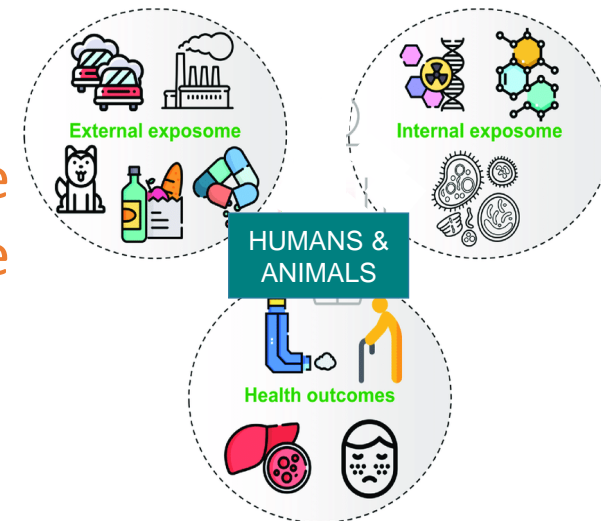 External exposome
Internal exposome
HUMANS &
ANIMALS
Health outcomes